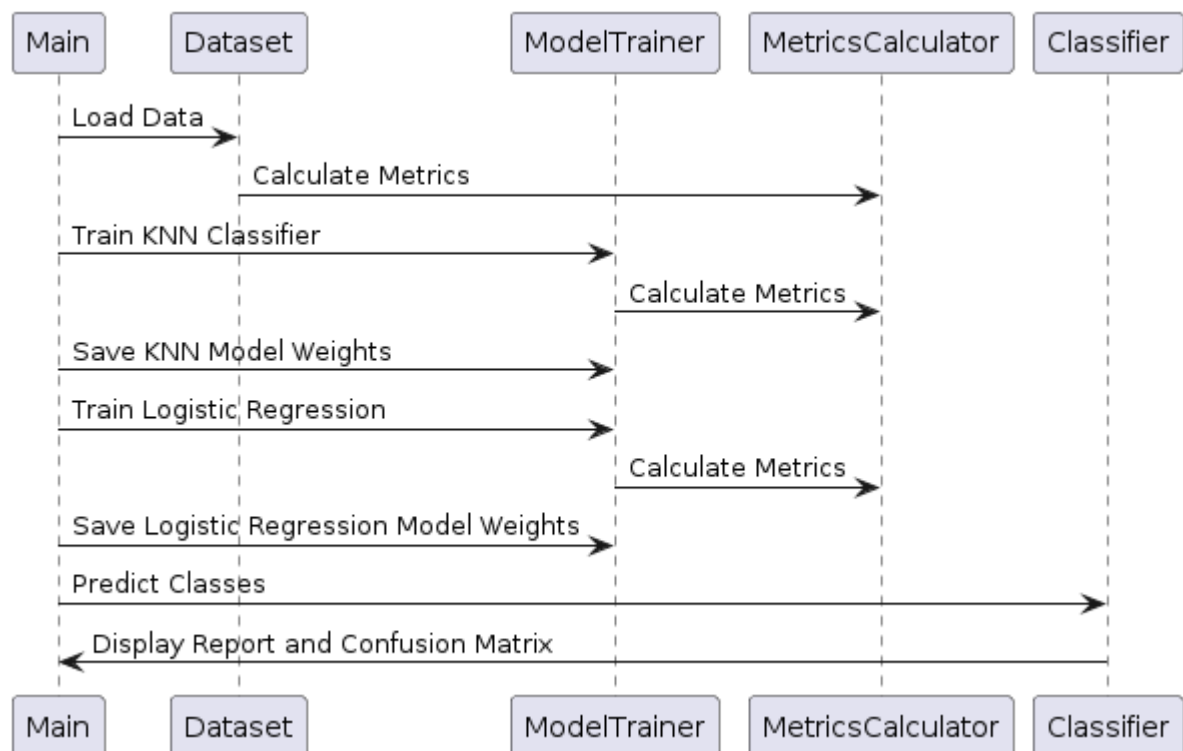 Main Dataset ModelTrainer MetricsCalculator Classifier
Load Data
Calculate Metrics
Train KNN Classifier
Calculate Metrics
Save KNN Model Weights
Train Logistic Regression
Calculate Metrics
Save Logistic Regression Model Weights
Predict Classes
Display Report and Confusion Matrix
Main Dataset ModelTrainer MetricsCalculator Classifier